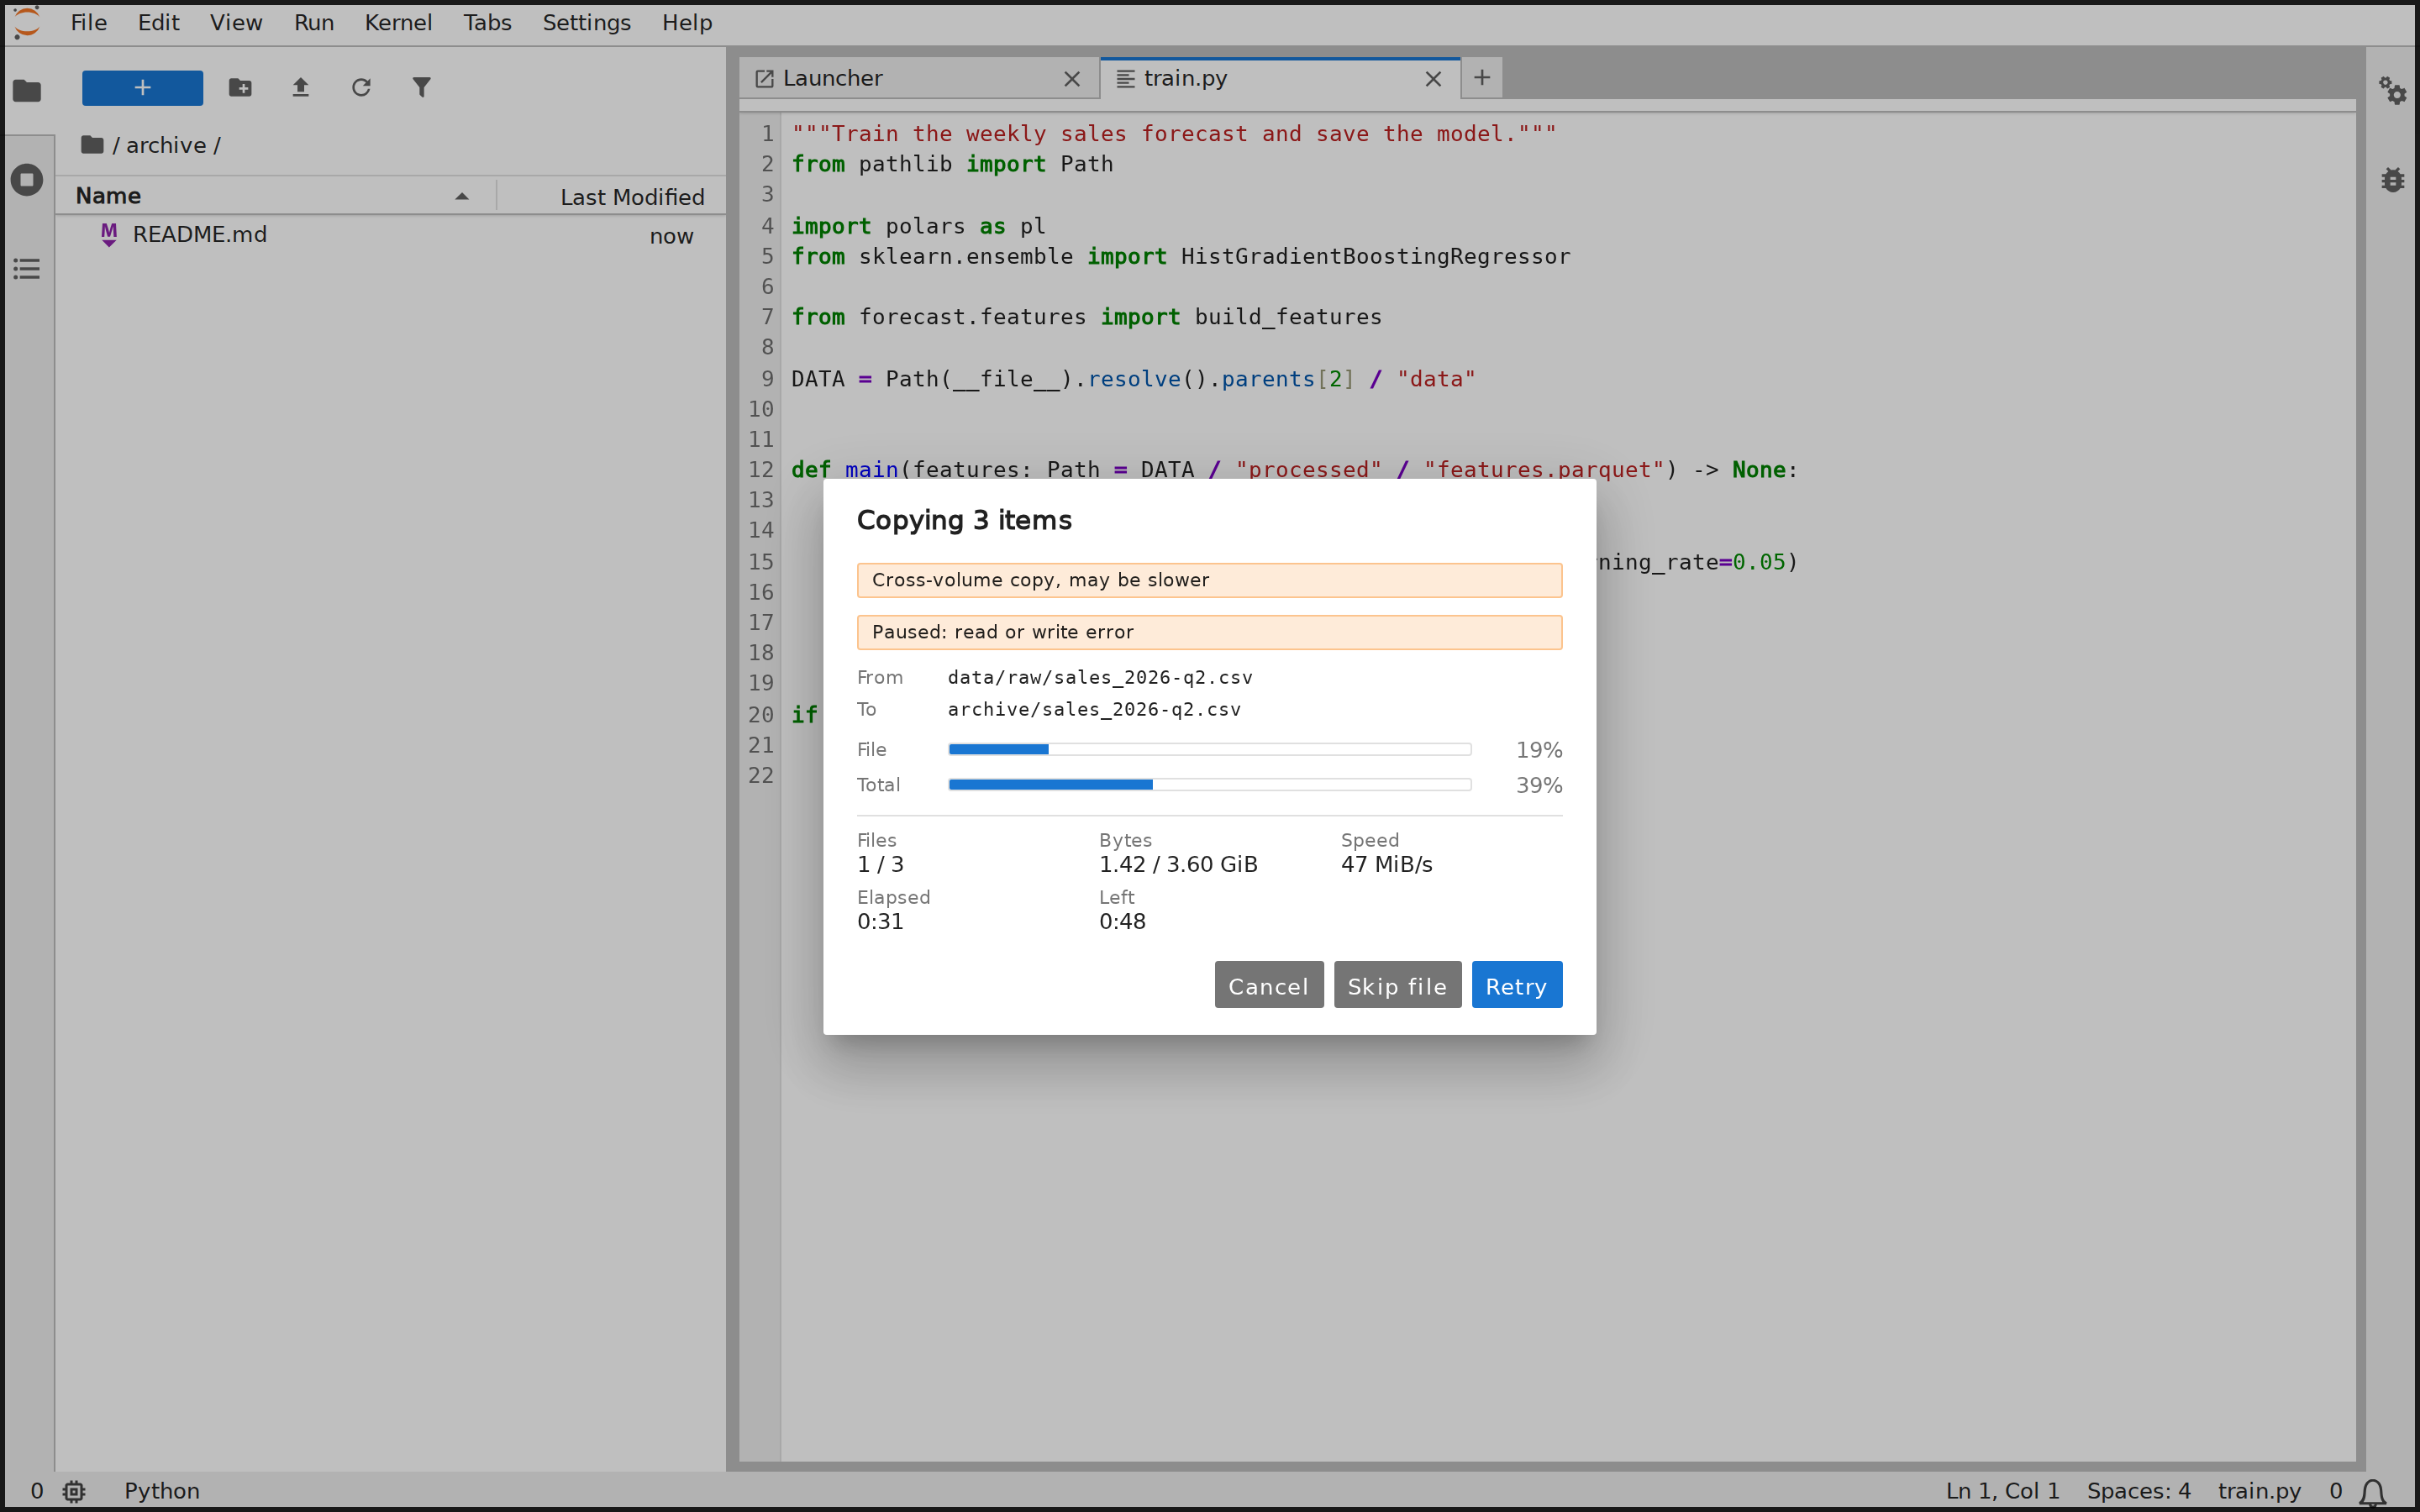 File Edit View Run Kernel Tabs Settings Help
/ archive /
Name Last Modified
README.md now
Launcher train.py
1 """Train the weekly sales forecast and save the model."""
2 from pathlib import Path
3
4 import polars as pl
5 from sklearn.ensemble import HistGradientBoostingRegressor
6
7 from forecast.features import build_features
8
9 DATA = Path(__file__).resolve().parents[2] / "data"
10
11
12 def main(features: Path = DATA / "processed" / "features.parquet") -> None:
13
14
15 ning_rate=0.05)
16
17
18
19
20 if
21
22
Copying 3 items
Cross-volume copy, may be slower
Paused: read or write error
From data/raw/sales_2026-q2.csv
To archive/sales_2026-q2.csv
File 19%
Total 39%
Files Bytes Speed
1 / 3 1.42 / 3.60 GiB 47 MiB/s
Elapsed Left
0:31 0:48
Cancel Skip file Retry
0 Python Ln 1, Col 1 Spaces: 4 train.py 0